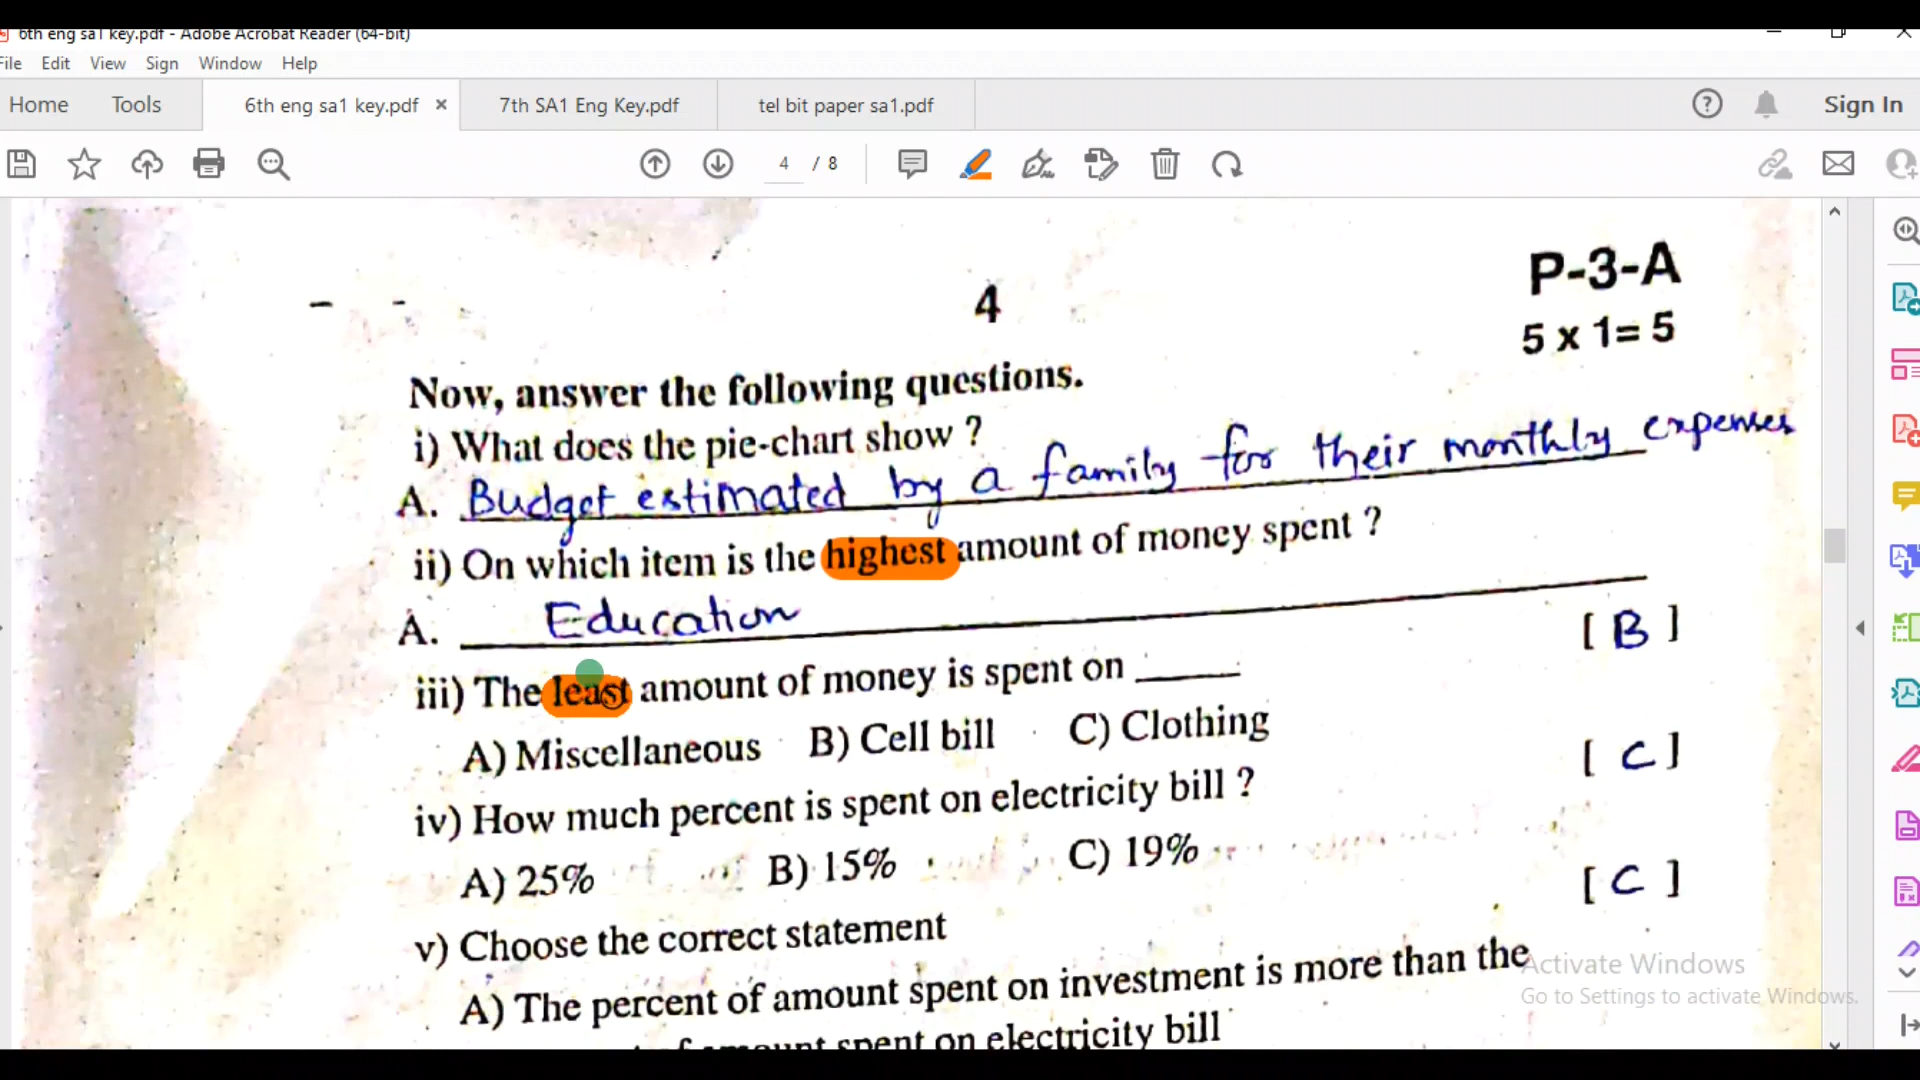 6th eng sa1 key.pdf - Adobe Acrobat Reader (64-bit)
File Edit View Sign Window Help
Home Tools 6th eng sa1 key.pdf × 7th SA1 Eng Key.pdf tel bit paper sa1.pdf Sign In
4 / 8
P-3-A
4
5 x 1= 5
Now, answer the following questions.
i) What does the pie-chart show ?
A. Budget estimated by a family for their monthly expenses
ii) On which item is the highest amount of money spent ?
A. Education
[ B ]
iii) The least amount of money is spent on _____
A) Miscellaneous B) Cell bill C) Clothing
[ C ]
iv) How much percent is spent on electricity bill ?
A) 25% B) 15% C) 19%
[ C ]
v) Choose the correct statement
A) The percent of amount spent on investment is more than the
amount spent on electricity bill
Activate Windows
Go to Settings to activate Windows.